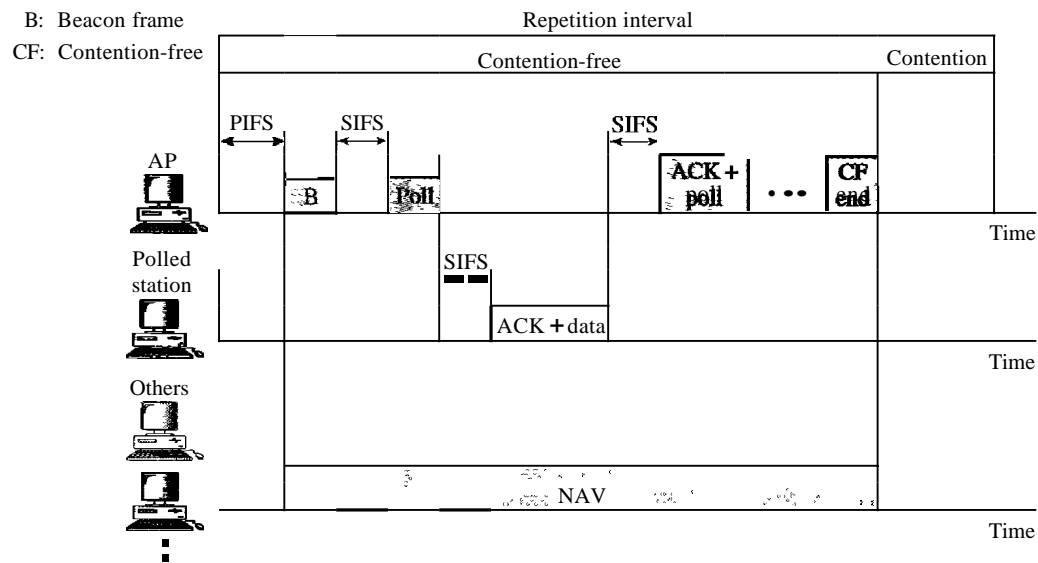 B: Beacon frame
CF: Contention-free
Repetition interval
Contention-free
Contention
PIFS
SIFS
SIFS
AP
B
Poll
ACK +
poll
• • •
CF
end
Time
Polled
station
SIFS
ACK + data
Time
Others
NAV
Time